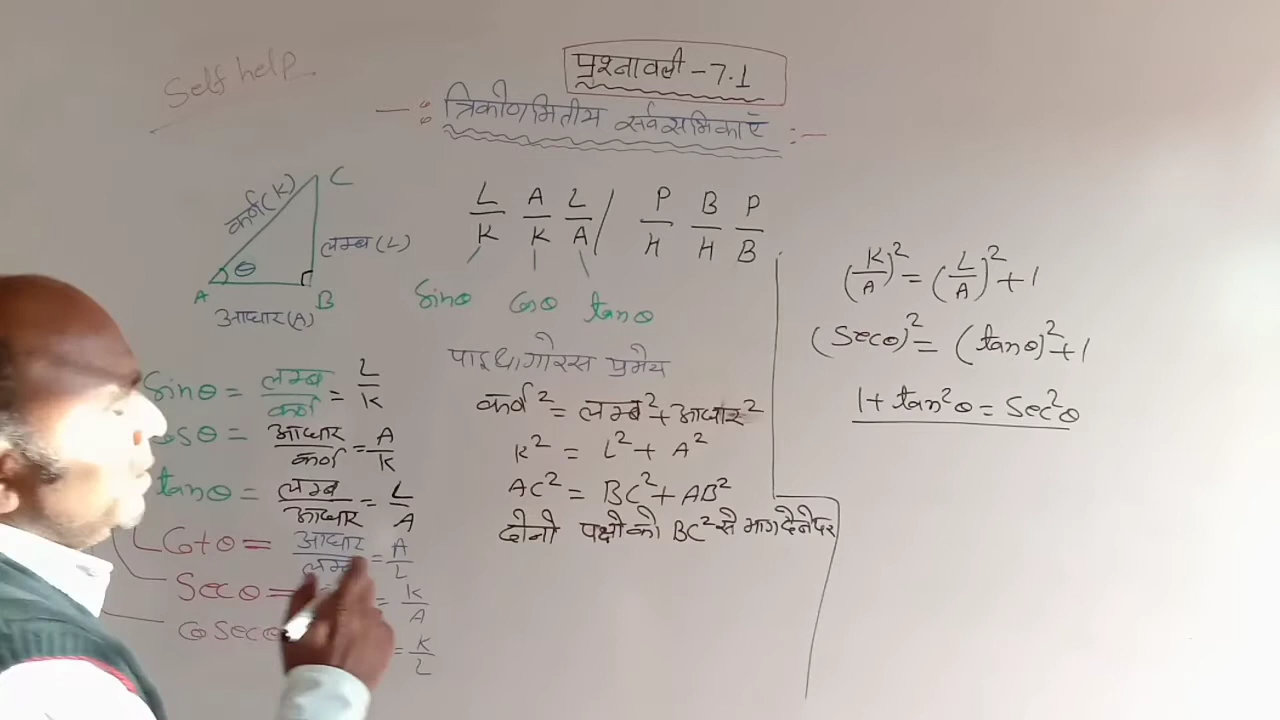 Self help
प्रश्नावली - 7.1
-: त्रिकोणमितीय सर्वसमिकाएँ :-
C
कर्ण(K)
लम्ब(L)
θ
A
B
आधार(A)
L/K A/K L/A / P/H B/H P/B
Sinθ Cosθ tanθ
Sinθ = लम्ब/कर्ण = L/K
osθ = आधार/कर्ण = A/K
tanθ = लम्ब/आधार = L/A
Cotθ = आधार/लम्ब = A/L
Secθ = = K/A
CoSecθ = K/L
पाइथागोरस प्रमेय
कर्ण² = लम्ब² + आधार²
K² = L² + A²
AC² = BC² + AB²
दोनो पक्षो को BC² से भाग देने पर
(K/A)² = (L/A)² + 1
(Secθ)² = (tanθ)² + 1
1 + tan²θ = Sec²θ